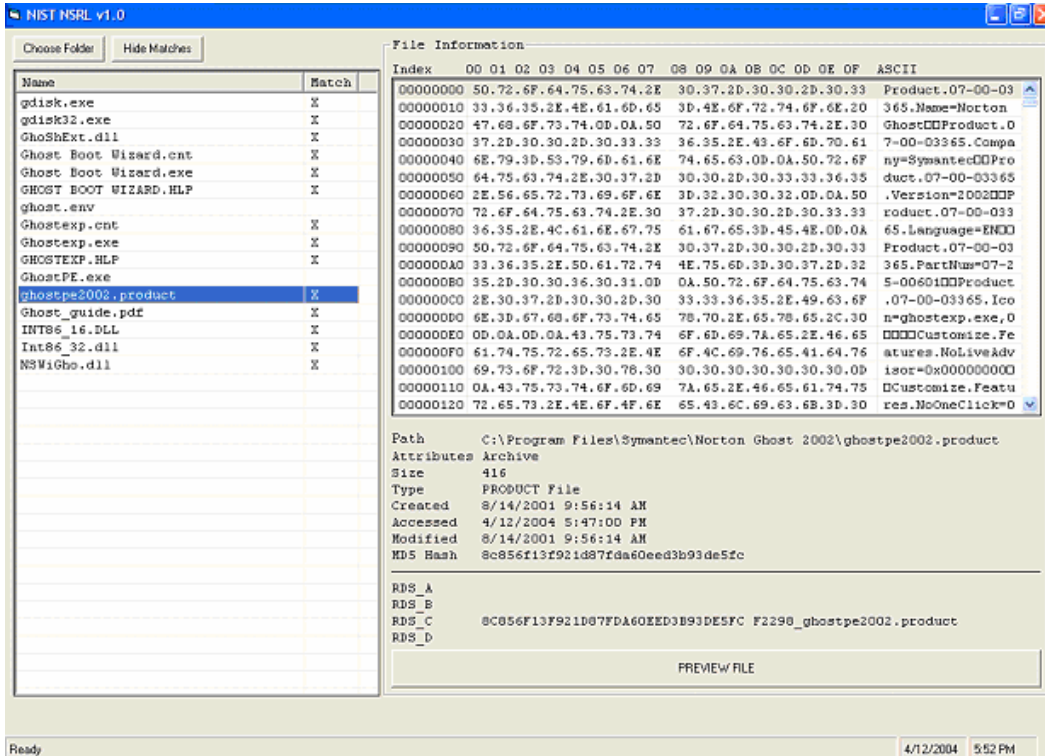 NIST NSRL v1.0
Choose Folder Hide Matches
Name Match
gdisk.exe X
gdisk32.exe X
GhoShExt.dll X
Ghost Boot Wizard.cnt X
Ghost Boot Wizard.exe X
GHOST BOOT WIZARD.HLP X
ghost.env
Ghostexp.cnt X
Ghostexp.exe X
GHOSTEXP.HLP X
GhostPE.exe
ghostpe2002.product X
Ghost_guide.pdf X
INT86_16.DLL X
Int86_32.dll X
NSWiGho.dll X
File Information
Index 00 01 02 03 04 05 06 07 08 09 0A 0B 0C 0D 0E 0F ASCII
00000000 50.72.6F.64.75.63.74.2E 30.37.2D.30.30.2D.30.33 Product.07-00-03
00000010 33.36.35.2E.4E.61.6D.65 3D.4E.6F.72.74.6F.6E.20 365.Name=Norton
00000020 47.68.6F.73.74.0D.0A.50 72.6F.64.75.63.74.2E.30 Ghost□□Product.0
00000030 37.2D.30.30.2D.30.33.33 36.35.2E.43.6F.6D.70.61 7-00-03365.Compa
00000040 6E.79.3D.53.79.6D.61.6E 74.65.63.0D.0A.50.72.6F ny=Symantec□□Pro
00000050 64.75.63.74.2E.30.37.2D 30.30.2D.30.33.33.36.35 duct.07-00-03365
00000060 2E.56.65.72.73.69.6F.6E 3D.32.30.30.32.0D.0A.50 .Version=2002□□P
00000070 72.6F.64.75.63.74.2E.30 37.2D.30.30.2D.30.33.33 roduct.07-00-033
00000080 36.35.2E.4C.61.6E.67.75 61.67.65.3D.45.4E.0D.0A 65.Language=EN□□
00000090 50.72.6F.64.75.63.74.2E 30.37.2D.30.30.2D.30.33 Product.07-00-03
000000A0 33.36.35.2E.50.61.72.74 4E.75.6D.3D.30.37.2D.32 365.PartNum=07-2
000000B0 35.2D.30.30.36.30.31.0D 0A.50.72.6F.64.75.63.74 5-00601□□Product
000000C0 2E.30.37.2D.30.30.2D.30 33.33.36.35.2E.49.63.6F .07-00-03365.Ico
000000D0 6E.3D.67.68.6F.73.74.65 78.70.2E.65.78.65.2C.30 n=ghostexp.exe,0
000000E0 0D.0A.0D.0A.43.75.73.74 6F.6D.69.7A.65.2E.46.65 □□□□Customize.Fe
000000F0 61.74.75.72.65.73.2E.4E 6F.4C.69.76.65.41.64.76 atures.NoLiveAdv
00000100 69.73.6F.72.3D.30.78.30 30.30.30.30.30.30.30.0D isor=0x00000000□
00000110 0A.43.75.73.74.6F.6D.69 7A.65.2E.46.65.61.74.75 □Customize.Featu
00000120 72.65.73.2E.4E.6F.4F.6E 65.43.6C.69.63.6B.3D.30 res.NoOneClick=0
Path C:\Program Files\Symantec\Norton Ghost 2002\ghostpe2002.product
Attributes Archive
Size 416
Type PRODUCT File
Created 8/14/2001 9:56:14 AM
Accessed 4/12/2004 5:47:00 PM
Modified 8/14/2001 9:56:14 AM
MD5 Hash 8c856f13f921d87fda60eed3b93de5fc
RDS_A
RDS_B
RDS_C 8C856F13F921D87FDA60EED3B93DE5FC F2298_ghostpe2002.product
RDS_D
PREVIEW FILE
Ready 4/12/2004 5:52 PM